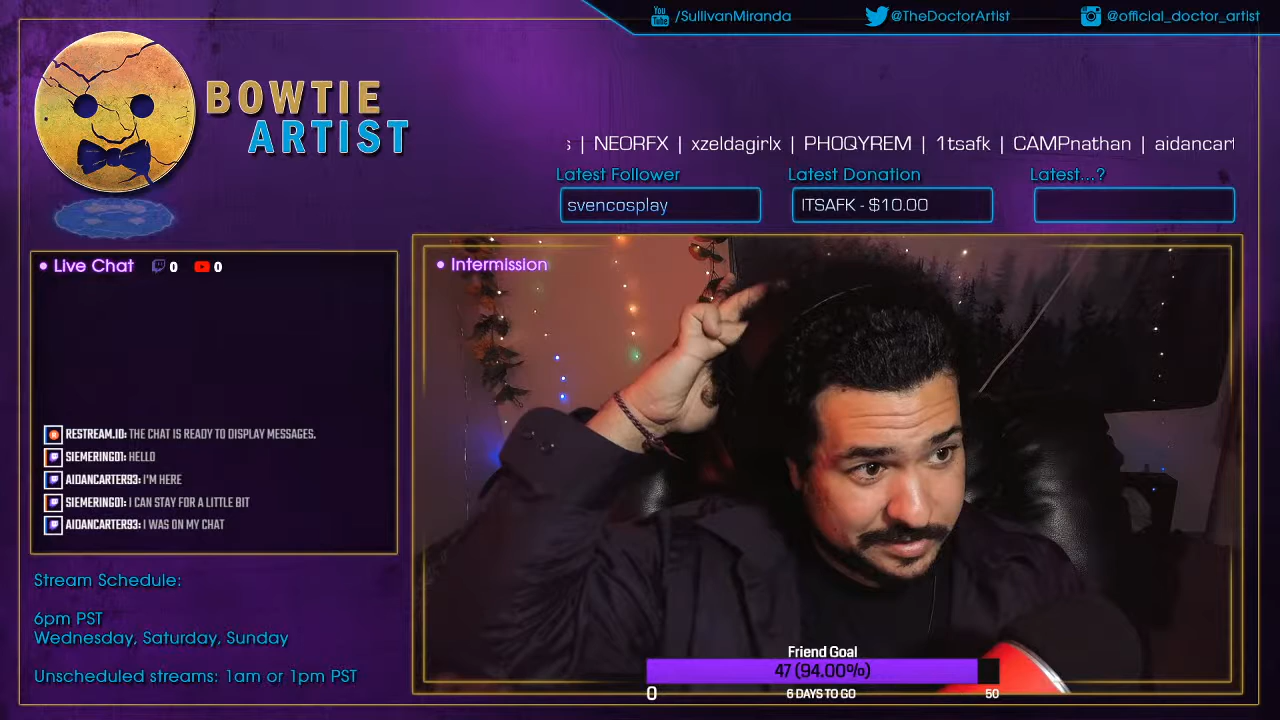 You Tube /SullivanMiranda @TheDoctorArtist @official_doctor_artist
BOWTIE
ARTIST
s | NEORFX | xzeldagirlx | PHOQYREM | 1tsafk | CAMPnathan | aidancar
Latest Follower Latest Donation Latest...?
svencosplay ITSAFK - $10.00
• Live Chat 0 0
• Intermission
RESTREAM.IO: THE CHAT IS READY TO DISPLAY MESSAGES.
SIEMERING01: HELLO
AIDANCARTER93: I'M HERE
SIEMERING01: I CAN STAY FOR A LITTLE BIT
AIDANCARTER93: I WAS ON MY CHAT
Stream Schedule:
6pm PST
Wednesday, Saturday, Sunday
Unscheduled streams: 1am or 1pm PST
Friend Goal
47 (94.00%)
0 6 DAYS TO GO 50